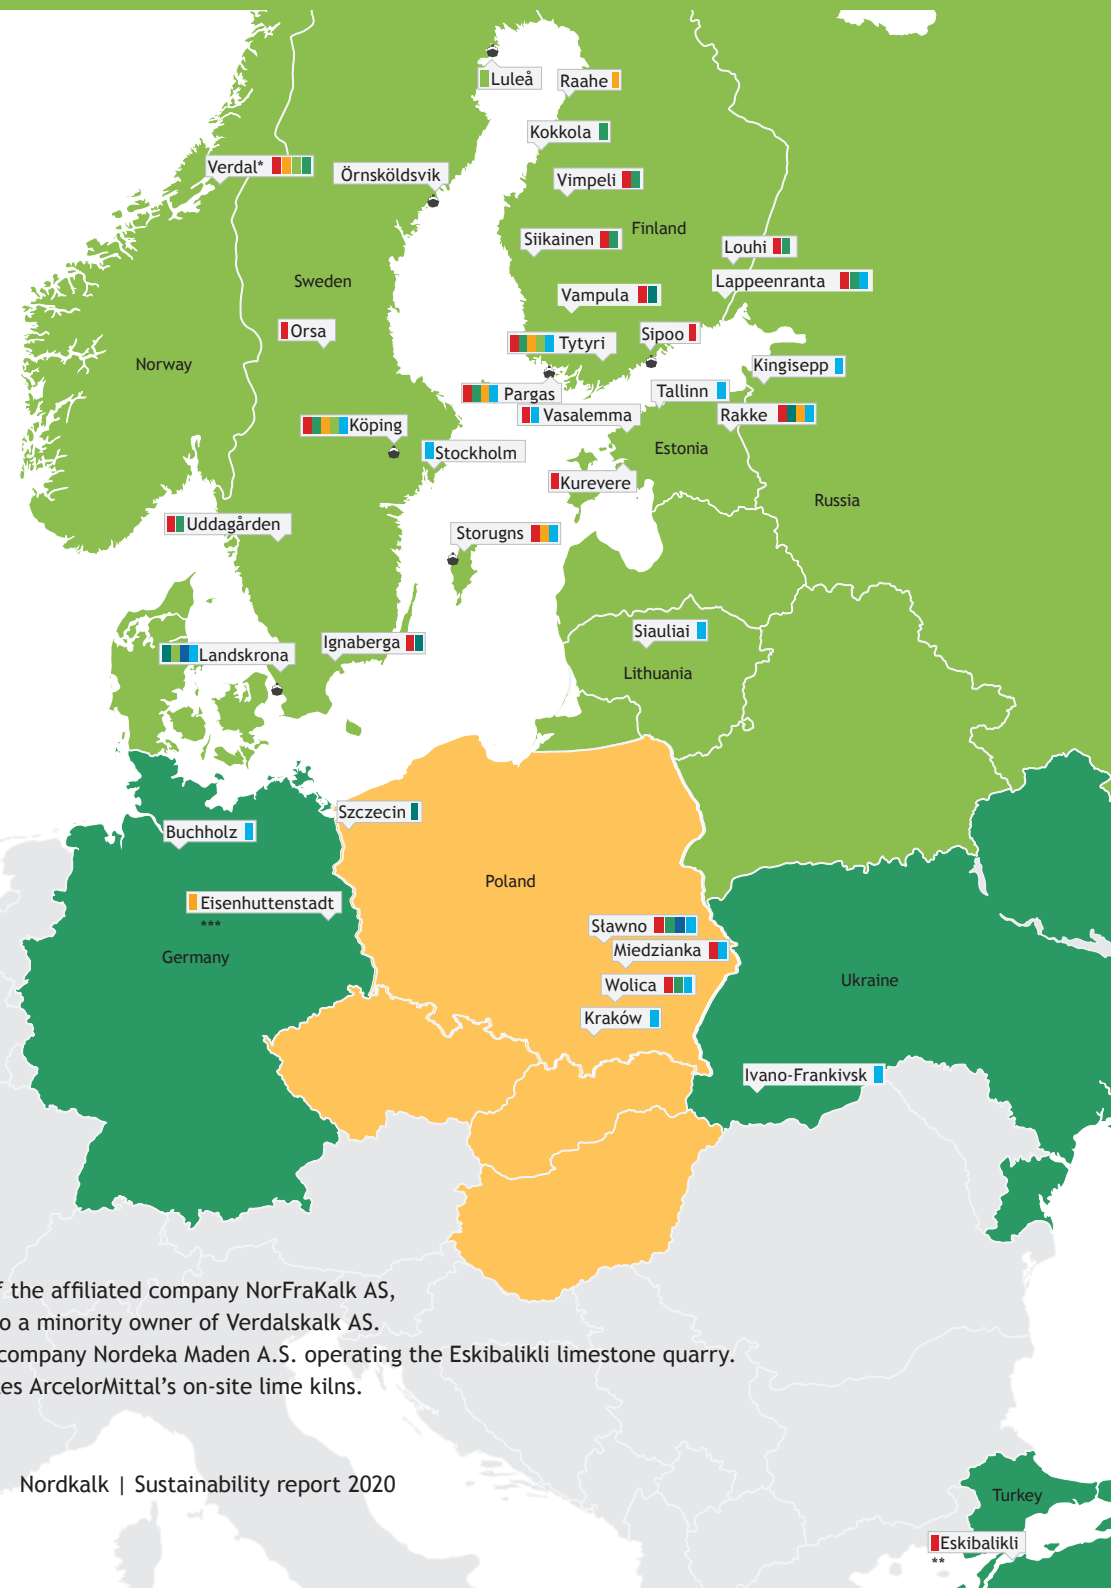 Luleå
Raahe
Kokkola
Verdal*
Örnsköldsvik
Vimpeli
Finland
Siikainen
Louhi
Sweden
Lappeenranta
Vampula
Orsa
Sipoo
Tytyri
Norway
Kingisepp
Pargas
Tallinn
Vasalemma
Rakke
Köping
Stockholm
Estonia
Kurevere
Russia
Uddagården
Storugns
Siauliai
Ignaberga
Landskrona
Lithuania
Szczecin
Buchholz
Poland
Eisenhuttenstadt
***
Sławno
Miedzianka
Germany
Ukraine
Wolica
Kraków
Ivano-Frankivsk
the affiliated company NorFraKalk AS,
a minority owner of Verdalskalk AS.
company Nordeka Maden A.S. operating the Eskibalikli limestone quarry.
ArcelorMittal’s on-site lime kilns.
Nordkalk | Sustainability report 2020
Turkey
Eskibalikli
**